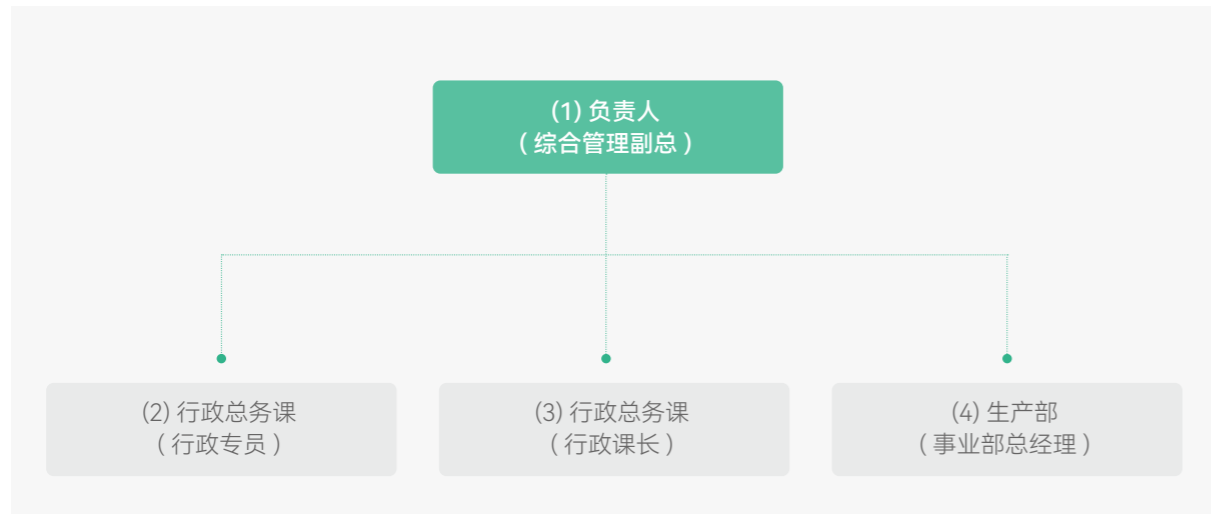 (1) 负责人
( 综合管理副总 )
(2) 行政总务课
( 行政专员 )
(3) 行政总务课
( 行政课长 )
(4) 生产部
( 事业部总经理 )